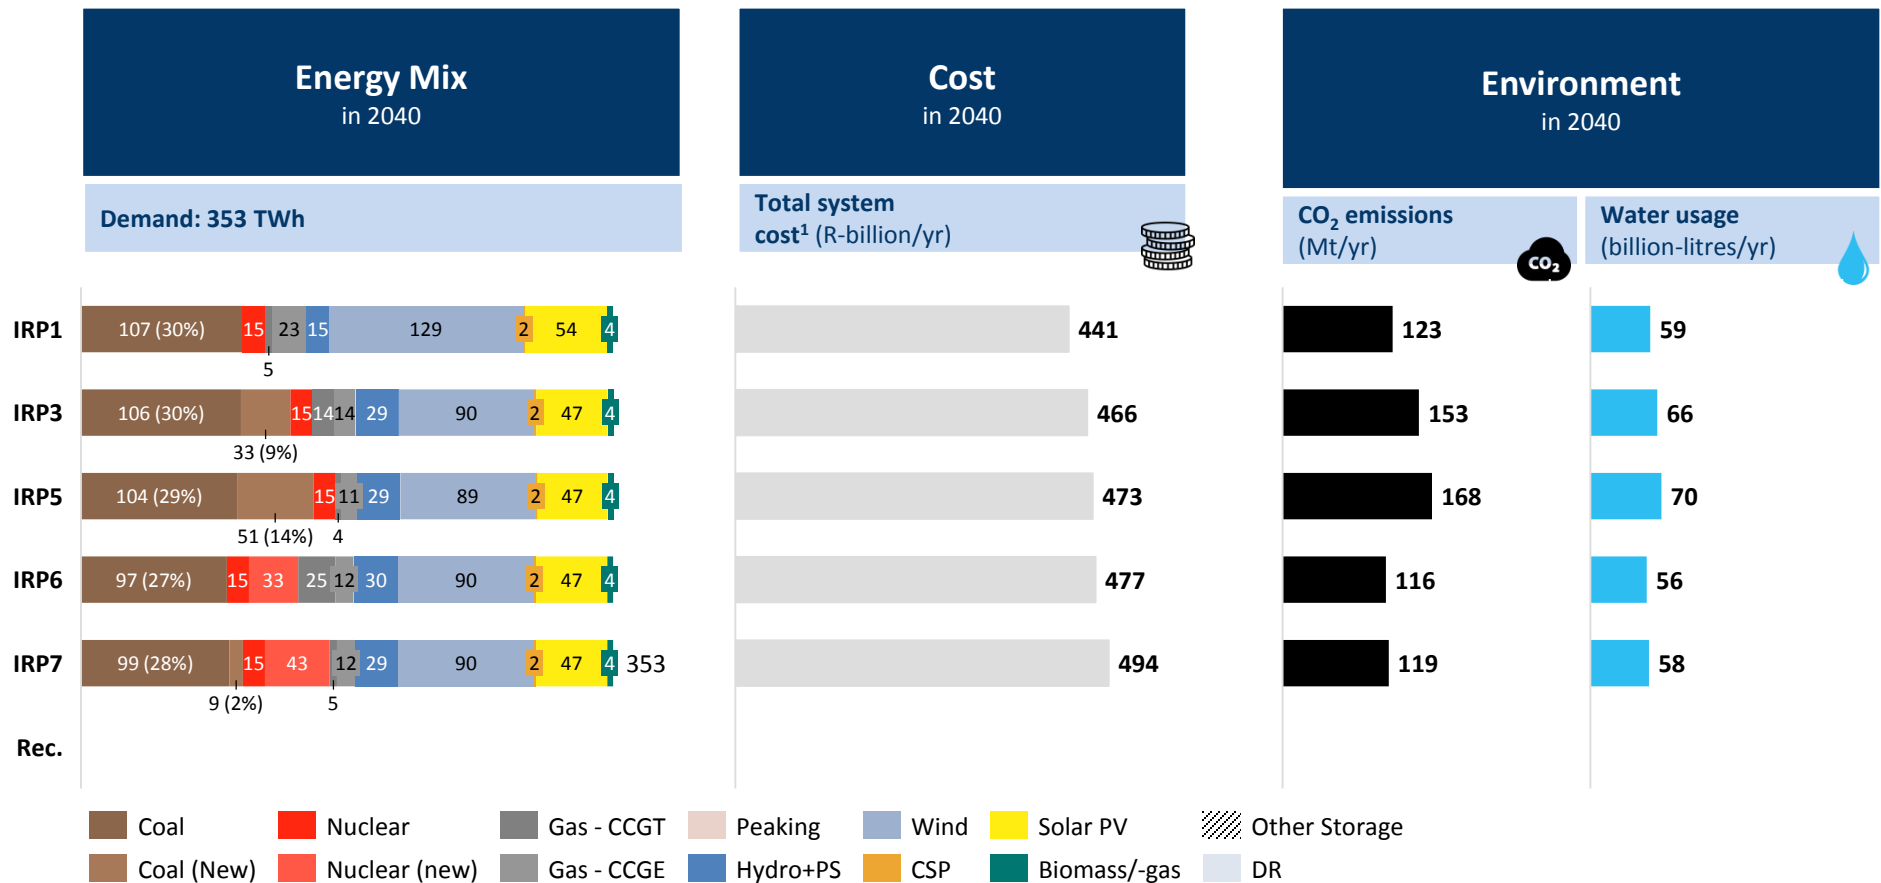 Energy Mix
in 2040
Cost
in 2040
Environment
in 2040
Demand: 353 TWh
Total system
cost¹ (R-billion/yr)
CO₂ emissions
(Mt/yr)
CO₂
Water usage
(billion-litres/yr)
IRP1 107 (30%) 15 23 15 129 2 54 4 441 123 59
5
IRP3 106 (30%) 15 14 14 29 90 2 47 4 466 153 66
33 (9%)
IRP5 104 (29%) 15 11 29 89 2 47 4 473 168 70
51 (14%) 4
IRP6 97 (27%) 15 33 25 12 30 90 2 47 4 477 116 56
IRP7 99 (28%) 15 43 12 29 90 2 47 4 353 494 119 58
9 (2%) 5
Rec.
Coal Nuclear Gas - CCGT Peaking Wind Solar PV Other Storage
Coal (New) Nuclear (new) Gas - CCGE Hydro+PS CSP Biomass/-gas DR